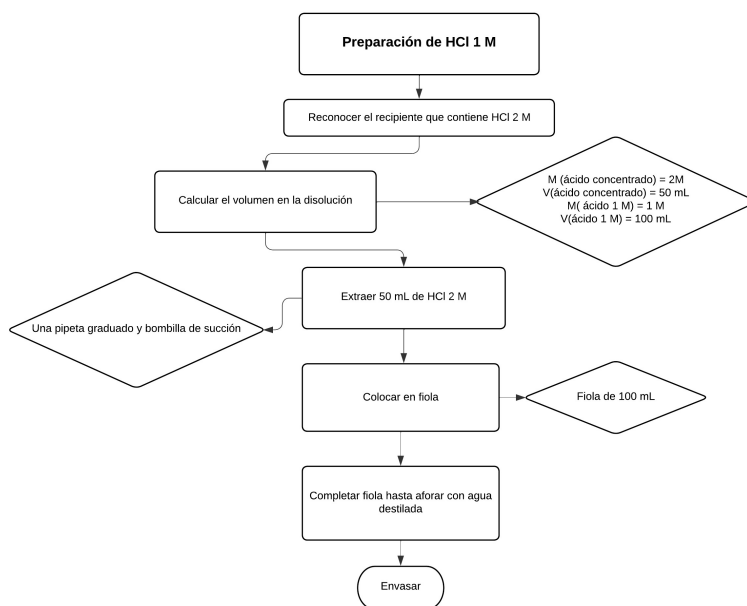 Preparación de HCl 1 M
Reconocer el recipiente que contiene HCl 2 M
Calcular el volumen en la disolución
M (ácido concentrado) = 2M
V(ácido concentrado) = 50 mL
M( ácido 1 M) = 1 M
V(ácido 1 M) = 100 mL
Extraer 50 mL de HCl 2 M
Una pipeta graduado y bombilla de succión
Colocar en fiola
Fiola de 100 mL
Completar fiola hasta aforar con agua
destilada
Envasar